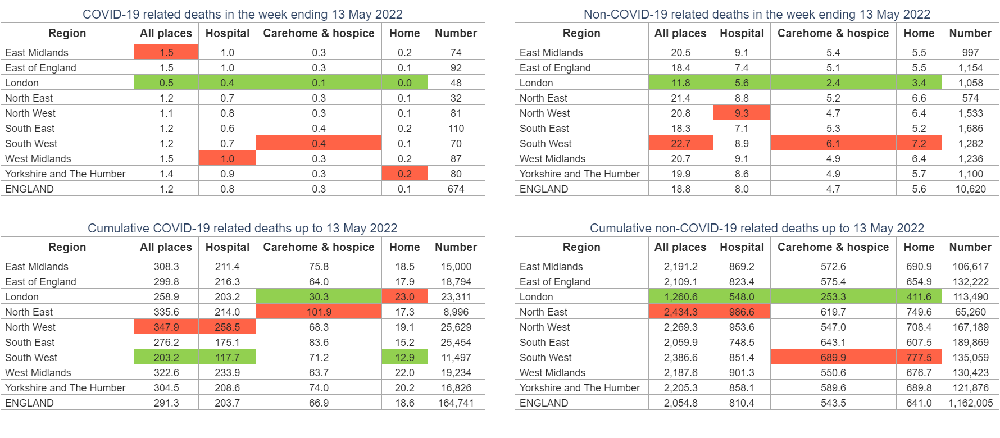 COVID-19 related deaths in the week ending 13 May 2022
Region All places Hospital Carehome & hospice Home Number
East Midlands 1.5 1.0 0.3 0.2 74
East of England 1.5 1.0 0.3 0.1 92
London 0.5 0.4 0.1 0.0 48
North East 1.2 0.7 0.3 0.1 32
North West 1.1 0.8 0.3 0.1 81
South East 1.2 0.6 0.4 0.2 110
South West 1.2 0.7 0.4 0.1 70
West Midlands 1.5 1.0 0.3 0.2 87
Yorkshire and The Humber 1.4 0.9 0.3 0.2 80
ENGLAND 1.2 0.8 0.3 0.1 674
Non-COVID-19 related deaths in the week ending 13 May 2022
Region All places Hospital Carehome & hospice Home Number
East Midlands 20.5 9.1 5.4 5.5 997
East of England 18.4 7.4 5.1 5.5 1,154
London 11.8 5.6 2.4 3.4 1,058
North East 21.4 8.8 5.2 6.6 574
North West 20.8 9.3 4.7 6.4 1,533
South East 18.3 7.1 5.3 5.2 1,686
South West 22.7 8.9 6.1 7.2 1,282
West Midlands 20.7 9.1 4.9 6.4 1,236
Yorkshire and The Humber 19.9 8.6 4.9 5.7 1,100
ENGLAND 18.8 8.0 4.7 5.6 10,620
Cumulative COVID-19 related deaths up to 13 May 2022
Region All places Hospital Carehome & hospice Home Number
East Midlands 308.3 211.4 75.8 18.5 15,000
East of England 299.8 216.3 64.0 17.9 18,794
London 258.9 203.2 30.3 23.0 23,311
North East 335.6 214.0 101.9 17.3 8,996
North West 347.9 258.5 68.3 19.1 25,629
South East 276.2 175.1 83.6 15.2 25,454
South West 203.2 117.7 71.2 12.9 11,497
West Midlands 322.6 233.9 63.7 22.0 19,234
Yorkshire and The Humber 304.5 208.6 74.0 20.2 16,826
ENGLAND 291.3 203.7 66.9 18.6 164,741
Cumulative non-COVID-19 related deaths up to 13 May 2022
Region All places Hospital Carehome & hospice Home Number
East Midlands 2,191.2 869.2 572.6 690.9 106,617
East of England 2,109.1 823.4 575.4 654.9 132,222
London 1,260.6 548.0 253.3 411.6 113,490
North East 2,434.3 986.6 619.7 749.6 65,260
North West 2,269.3 953.6 547.0 708.4 167,189
South East 2,059.9 748.5 643.1 607.5 189,869
South West 2,386.6 851.4 689.9 777.5 135,059
West Midlands 2,187.6 901.3 550.6 676.7 130,423
Yorkshire and The Humber 2,205.3 858.1 589.6 689.8 121,876
ENGLAND 2,054.8 810.4 543.5 641.0 1,162,005